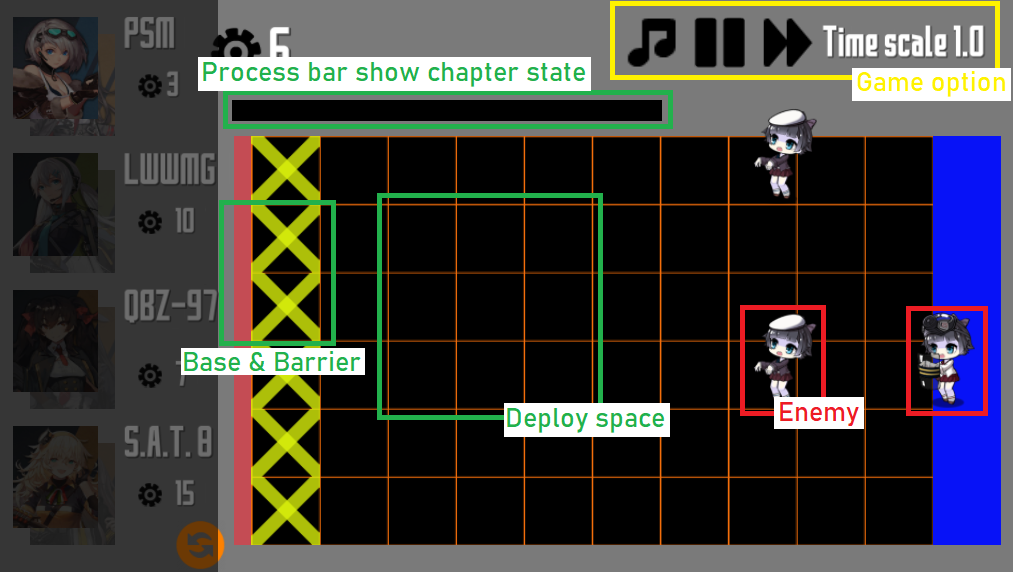 PSM
3
6
Time scale 1.0
Game option
Process bar show chapter state
LWWMG
10
QBZ-97
7
Base & Barrier
Deploy space
Enemy
S.A.T. 8
15